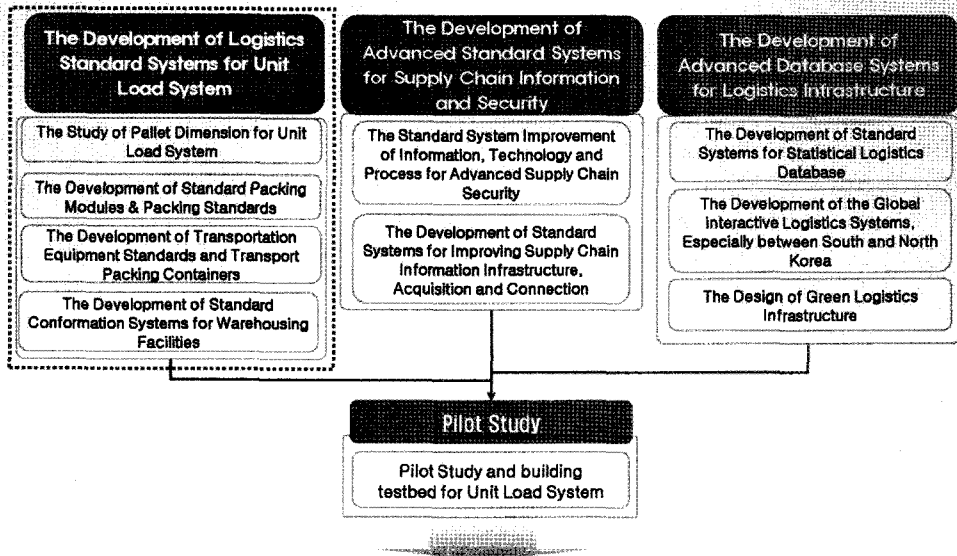 The Development of Logistics
Standard Systems for Unit
Load System
The Study of Pallet Dimension for Unit
Load System
The Development of Standard Packing
Modules & Packing Standards
The Development of Transportation
Equipment Standards and Transport
Packing Containers
The Development of Standard
Conformation Systems for Warehousing
Facilities
The Development of
Advanced Standard Systems
for Supply Chain Information
and Security
The Standard System Improvement
of Information, Technology and
Process for Advanced Supply Chain
Security
The Development of Standard
Systems for Improving Supply Chain
Information Infrastructure,
Acquisition and Connection
The Development of
Advanced Database Systems
for Logistics Infrastructure
The Development of Standard
Systems for Statistical Logistics
Database
The Development of the Global
Interactive Logistics Systems,
Especially between South and North
Korea
The Design of Green Logistics
Infrastructure
Pilot Study
Pilot Study and building
testbed for Unit Load System